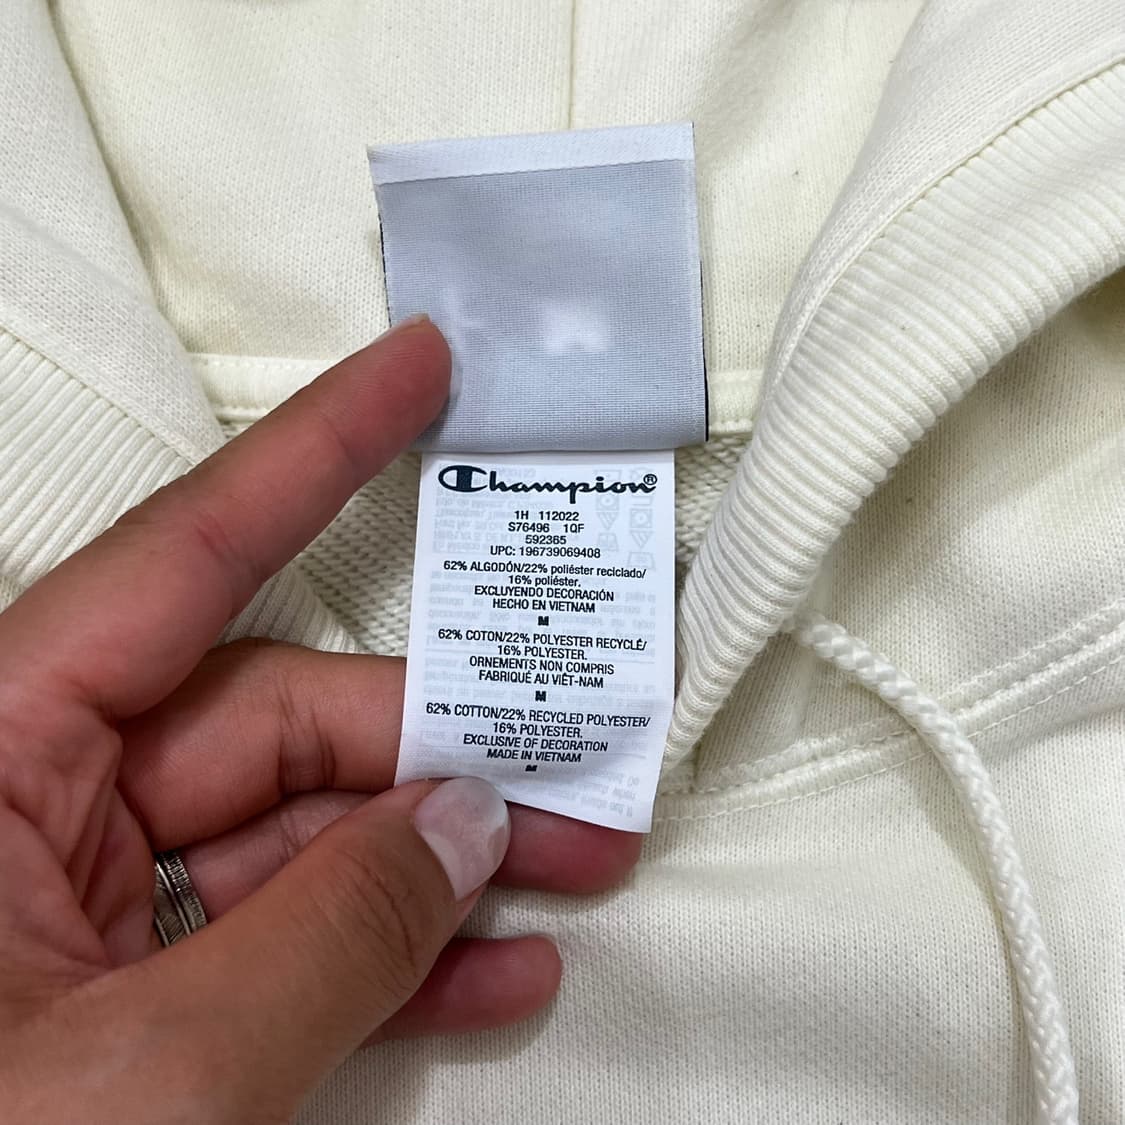 Champion®
1H 112022
S76496 1QF
592365
UPC: 196739069408
62% ALGODÓN/22% poliéster reciclado/
16% poliéster.
EXCLUYENDO DECORACIÓN
HECHO EN VIETNAM
M
62% COTON/22% POLYESTER RECYCLÉ/
16% POLYESTER.
ORNEMENTS NON COMPRIS
FABRIQUÉ AU VIÊT-NAM
M
62% COTTON/22% RECYCLED POLYESTER/
16% POLYESTER.
EXCLUSIVE OF DECORATION
MADE IN VIETNAM
M